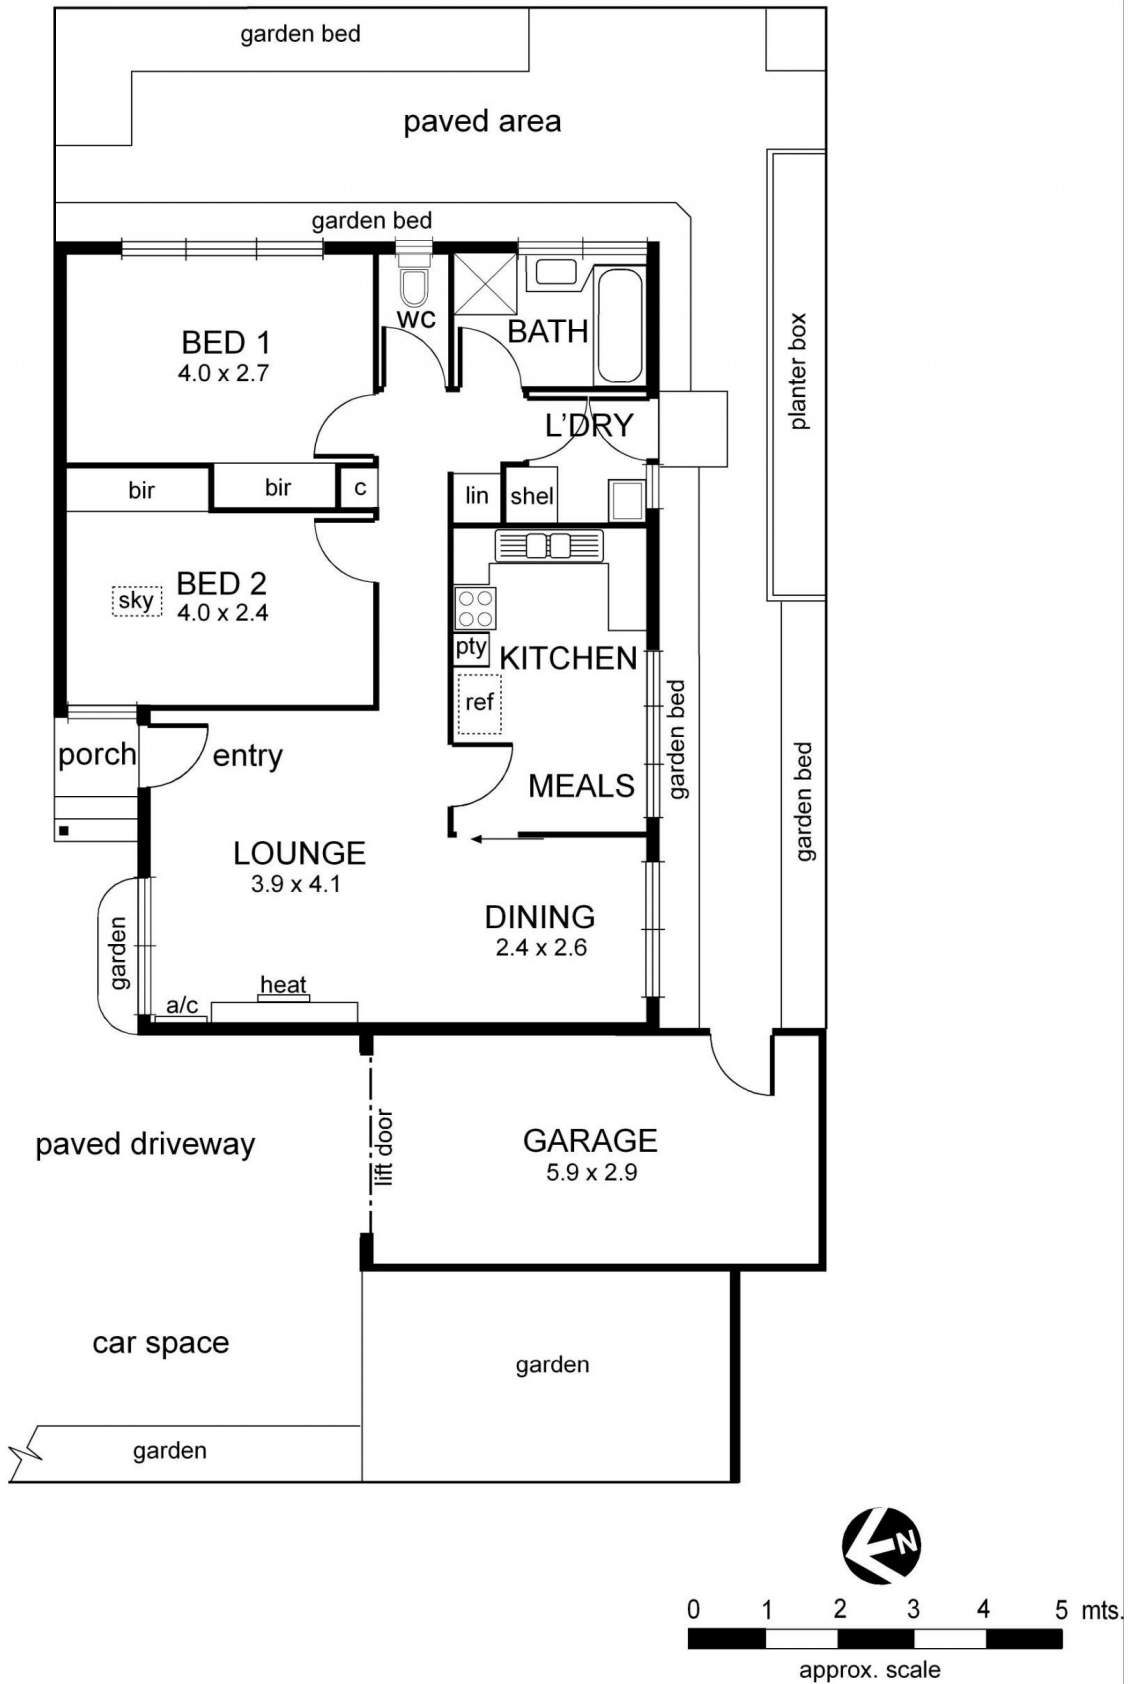 garden bed
paved area
garden bed
planter box
BED 1
4.0 x 2.7
wc
BATH
L'DRY
bir
bir
c
lin
shel
BED 2
4.0 x 2.4
sky
pty
KITCHEN
ref
garden bed
garden bed
porch
entry
MEALS
LOUNGE
3.9 x 4.1
DINING
2.4 x 2.6
garden
a/c
heat
paved driveway
lift door
GARAGE
5.9 x 2.9
car space
garden
garden
N
0 1 2 3 4 5 mts.
approx. scale